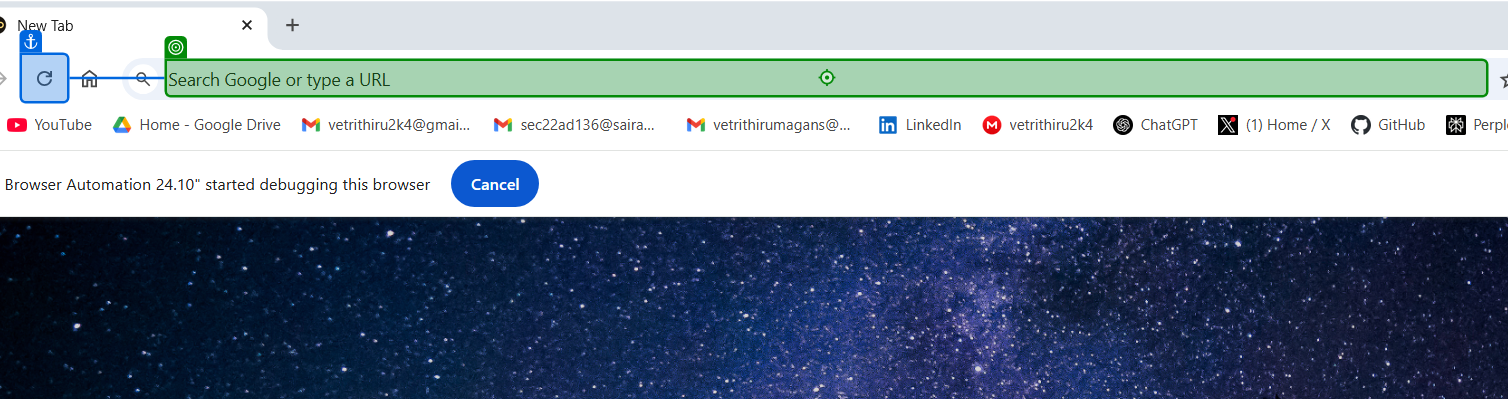 New Tab
Search Google or type a URL
YouTube Home - Google Drive vetrithiru2k4@gmai... sec22ad136@saira... vetrithirumagans@... LinkedIn vetrithiru2k4 ChatGPT (1) Home / X GitHub Perple
Browser Automation 24.10" started debugging this browser Cancel